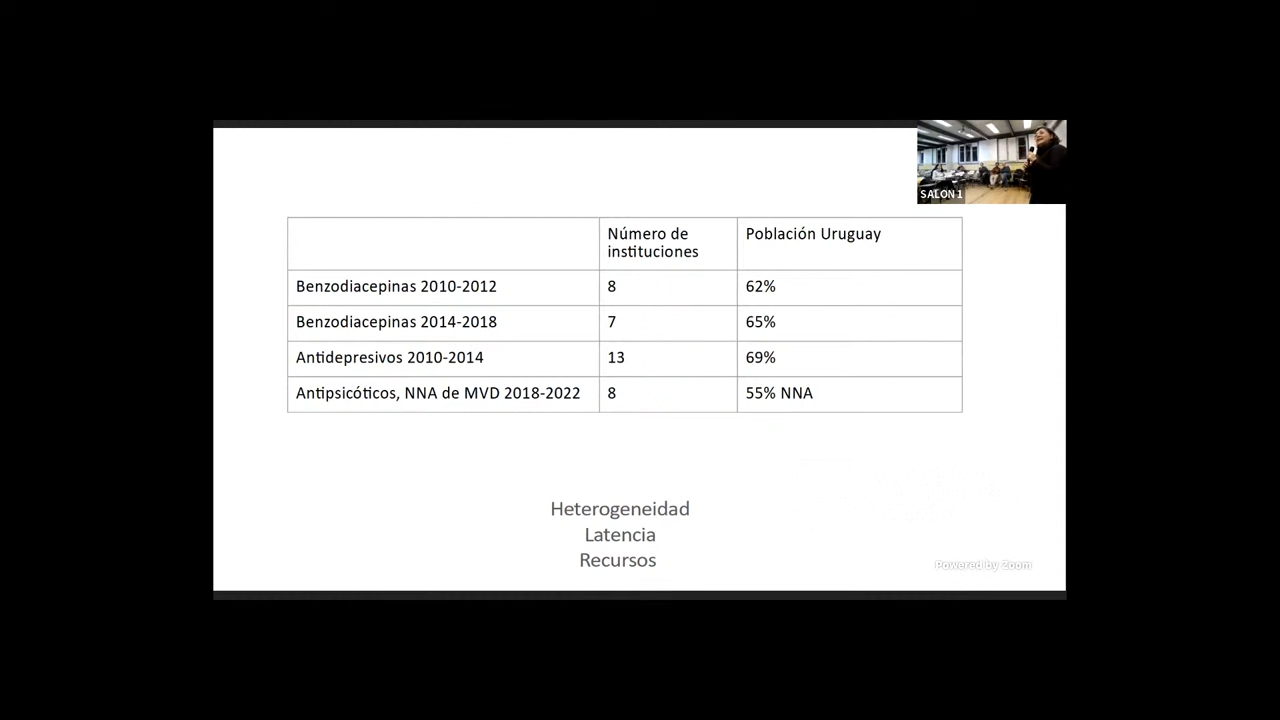 SALON 1
Número de instituciones
Población Uruguay
Benzodiacepinas 2010-2012 8 62%
Benzodiacepinas 2014-2018 7 65%
Antidepresivos 2010-2014 13 69%
Antipsicóticos, NNA de MVD 2018-2022 8 55% NNA
Heterogeneidad
Latencia
Recursos
Powered by Zoom